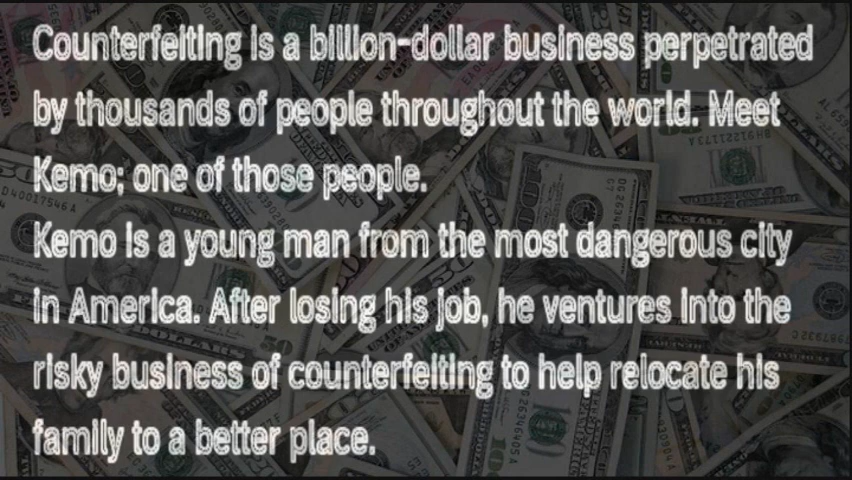 Counterfeiting is a billion-dollar business perpetrated
by thousands of people throughout the world. Meet
Kemo; one of those people.
Kemo is a young man from the most dangerous city
in America. After losing his job, he ventures into the
risky business of counterfeiting to help relocate his
family to a better place.